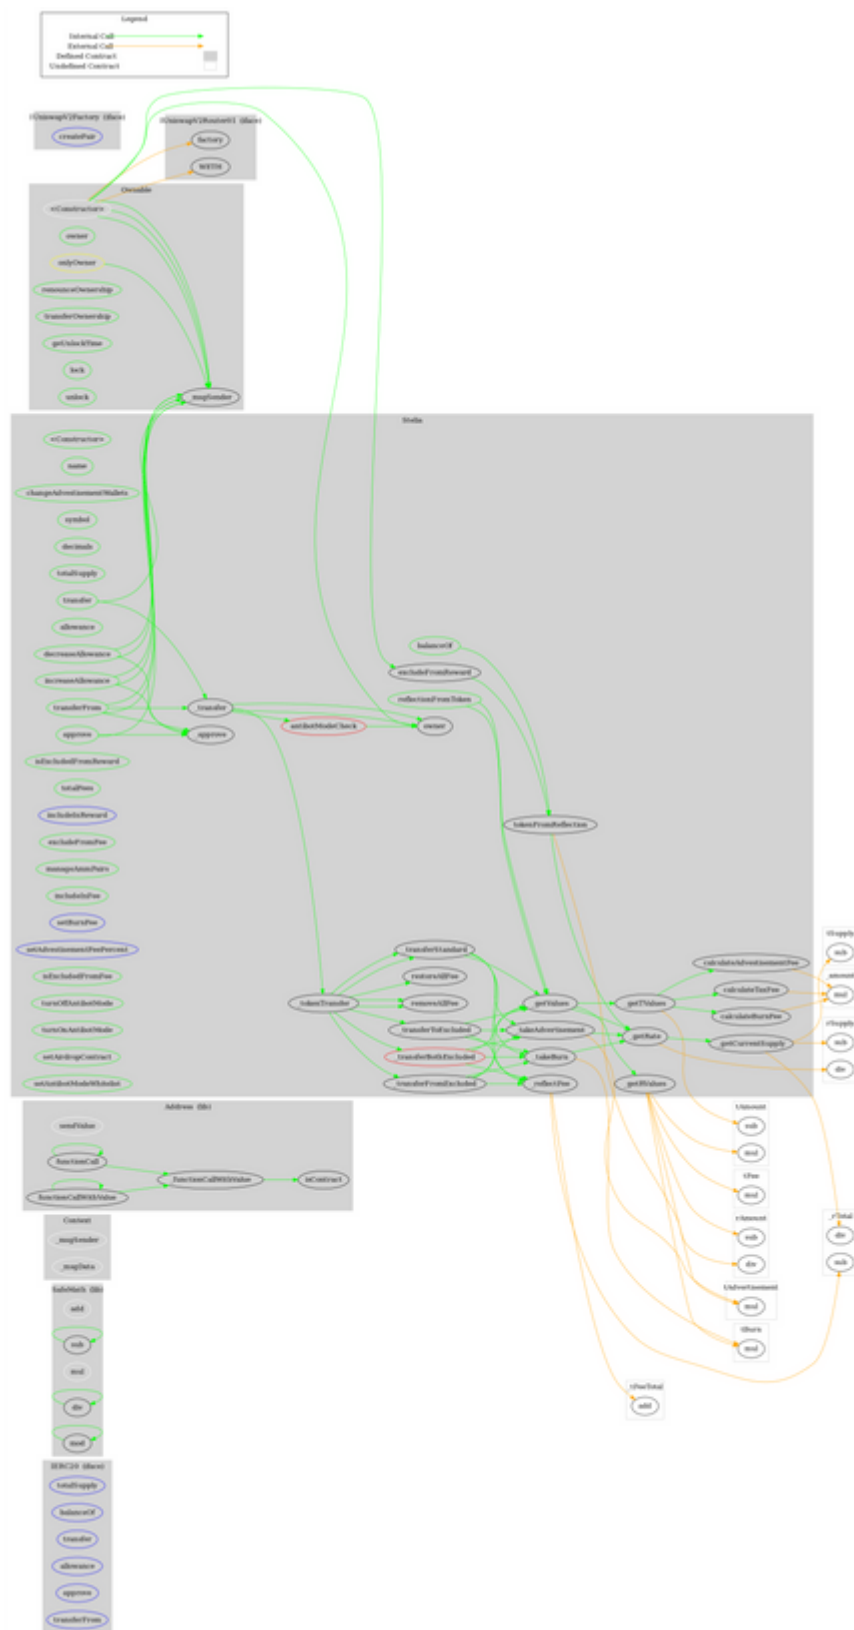 Legend
Internal Call
External Call
Defined Contract
Undefined Contract
IUniswapV2Factory (iface)
createPair
IUniswapV2Router01 (iface)
factory
WETH
Ownable
<Constructor>
owner
onlyOwner
renounceOwnership
transferOwnership
getUnlockTime
lock
unlock
_msgSender
<Constructor>
name
changeAdvertisementWallets
symbol
decimals
totalSupply
transfer
allowance
decreaseAllowance
increaseAllowance
transferFrom
approve
isExcludedFromReward
totalFees
includeInReward
excludeFromFee
manageAmmPairs
includeInFee
setBurnFee
setAdvertisementFeePercent
isExcludedFromFee
turnOffAntibotMode
turnOnAntibotMode
setAirdropContract
setAntibotModeWhitelist
_transfer
_approve
antibotModeCheck
balanceOf
excludeFromReward
reflectionFromToken
owner
tokenFromReflection
_tokenTransfer
_transferStandard
restoreAllFee
removeAllFee
_transferToExcluded
_transferBothExcluded
_transferFromExcluded
_getValues
_takeAdvertisement
_takeBurn
_reflectFee
_getTValues
_getRate
_getRValues
calculateAdvertisementFee
calculateTaxFee
calculateBurnFee
_getCurrentSupply
tSupply
sub
_amount
mul
rSupply
sub
div
tAmount
sub
mul
tFee
mul
rAmount
sub
div
tAdvertisement
mul
tBurn
mul
_rTotal
div
sub
_tFeeTotal
add
Address (lib)
sendValue
functionCall
functionCallWithValue
_functionCallWithValue
isContract
Context
_msgSender
_msgData
SafeMath (lib)
add
sub
mul
div
mod
IERC20 (iface)
totalSupply
balanceOf
transfer
allowance
approve
transferFrom